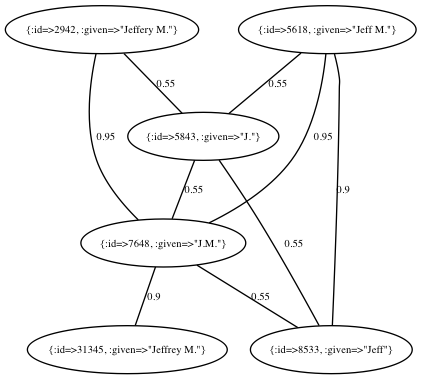 {:id=>2942, :given=>"Jeffery M."}
{:id=>5618, :given=>"Jeff M."}
0.55
0.55
0.95
{:id=>5843, :given=>"J."}
0.95
0.55
0.9
{:id=>7648, :given=>"J.M."}
0.55
0.9
0.55
{:id=>31345, :given=>"Jeffrey M."}
{:id=>8533, :given=>"Jeff"}